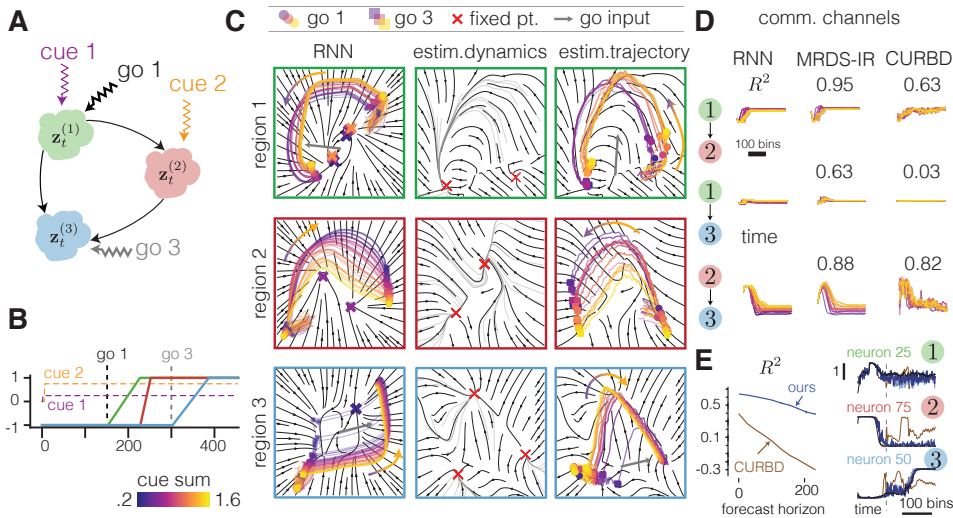 A
cue 1
go 1
cue 2
z_t^(1)
z_t^(2)
z_t^(3)
go 3
B
go 1
go 3
cue 2
cue 1
1
0
-1
0
200
400
cue sum
.2
1.6
C
go 1
go 3
fixed pt.
go input
RNN
estim.dynamics
estim.trajectory
region 1
region 2
region 3
D
comm. channels
RNN
MRDS-IR
CURBD
R²
0.95
0.63
1
2
100 bins
0.63
0.03
1
3
time
0.88
0.82
2
3
E
R²
ours
CURBD
0.5
0.1
-0.3
0
200
forecast horizon
neuron 25
1
1
neuron 75
2
neuron 50
3
time
100 bins